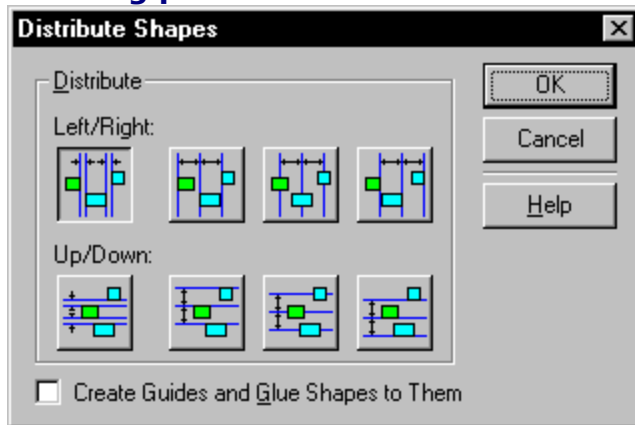 Distribute Shapes
Distribute
OK
Left/Right:
Cancel
Help
Up/Down:
Create Guides and Glue Shapes to Them